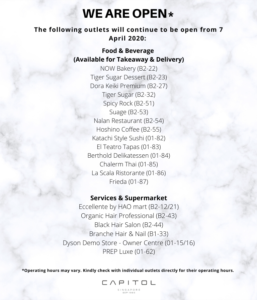 WE ARE OPEN*
The following outlets will continue to be open from 7
April 2020:
Food & Beverage
(Available for Takeaway & Delivery)
NOW Bakery (B2-22)
Tiger Sugar Dessert (B2-23)
Dora Keiki Premium (B2-27)
Tiger Sugar (B2-32)
Spicy Rock (B2-51)
Suage (B2-53)
Nalan Restaurant (B2-54)
Hoshino Coffee (B2-55)
Katachi Style Sushi (01-82)
El Teatro Tapas (01-83)
Berthold Delikatessen (01-84)
Chalerm Thai (01-85)
La Scala Ristorante (01-86)
Frieda (01-87)
Services & Supermarket
Eccellente by HAO mart (B2-12/21)
Organic Hair Professional (B2-43)
Black Hair Salon (B2-44)
Branche Hair & Nail (B1-33)
Dyson Demo Store - Owner Centre (01-15/16)
PREP Luxe (01-62)
*Operating hours may vary. Kindly check with individual outlets directly for their operating hours.
CAPITOL